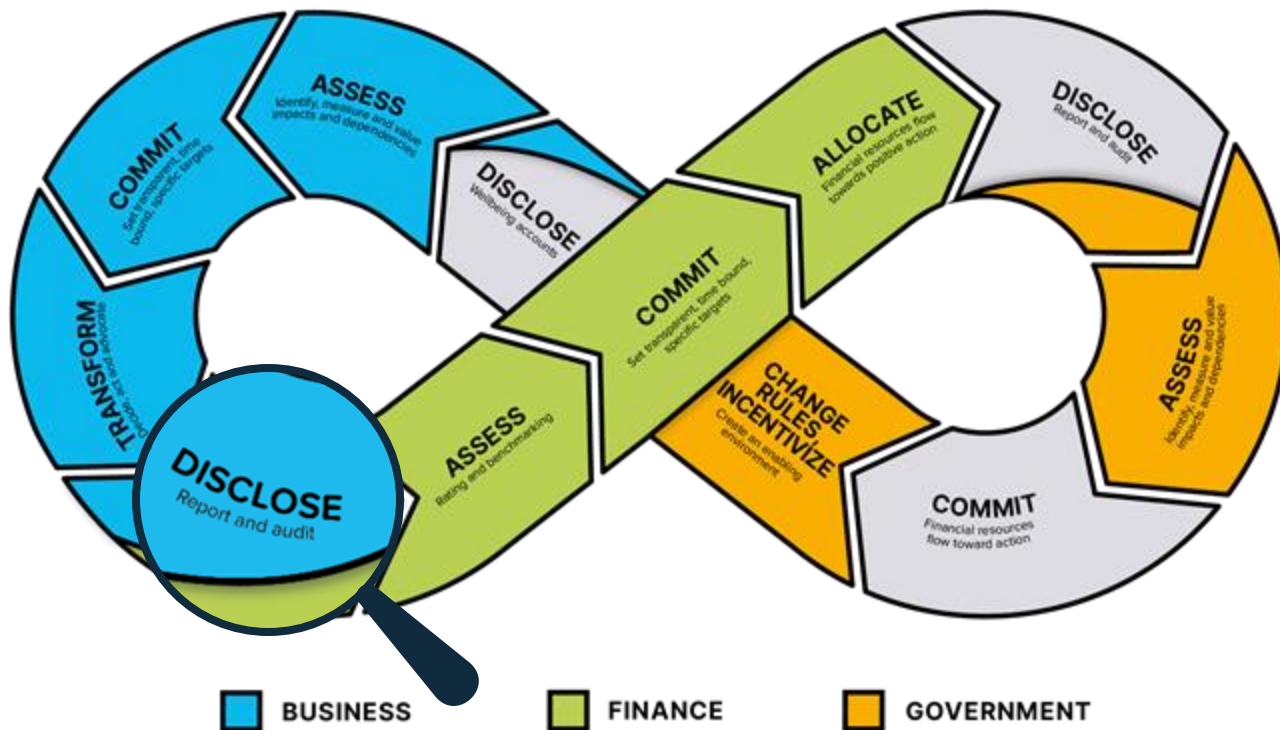 ASSESS
Identify, measure and value
impacts and dependencies
COMMIT
Set transparent, time
bound, specific targets
TRANSFORM
Decide, act and advocate
DISCLOSE
Report and audit
DISCLOSE
Wellbeing accounts
ASSESS
Rating and benchmarking
COMMIT
Set transparent, time bound,
specific targets
ALLOCATE
Financial resources flow
towards positive action
DISCLOSE
Report and audit
ASSESS
Identify, measure and value
impacts and dependencies
COMMIT
Financial resources
flow toward action
CHANGE
RULES,
INCENTIVIZE
Create an enabling
environment
BUSINESS
FINANCE
GOVERNMENT